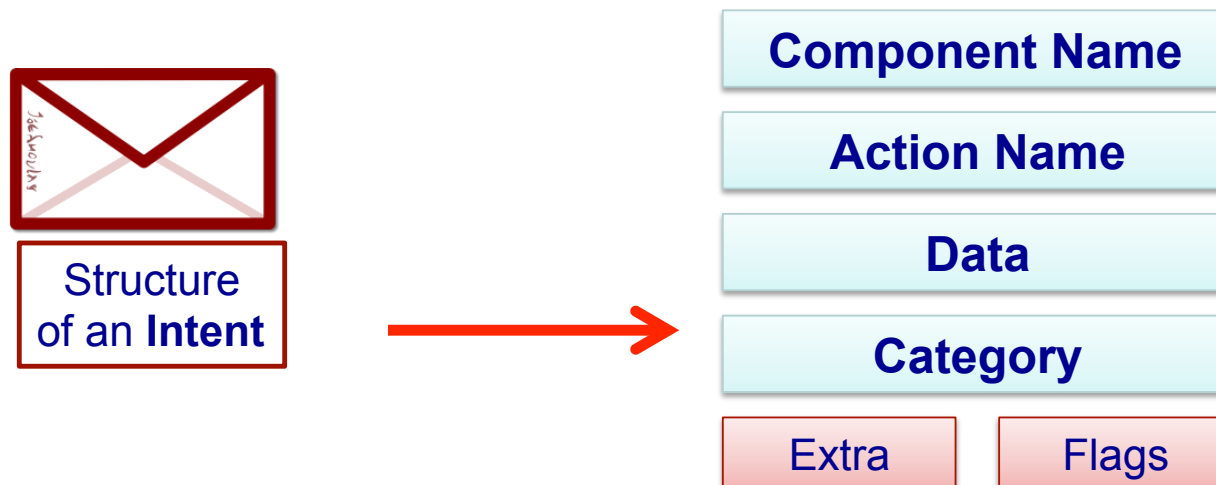 Component Name
Action Name
Structure
of an Intent
Data
Category
Extra
Flags